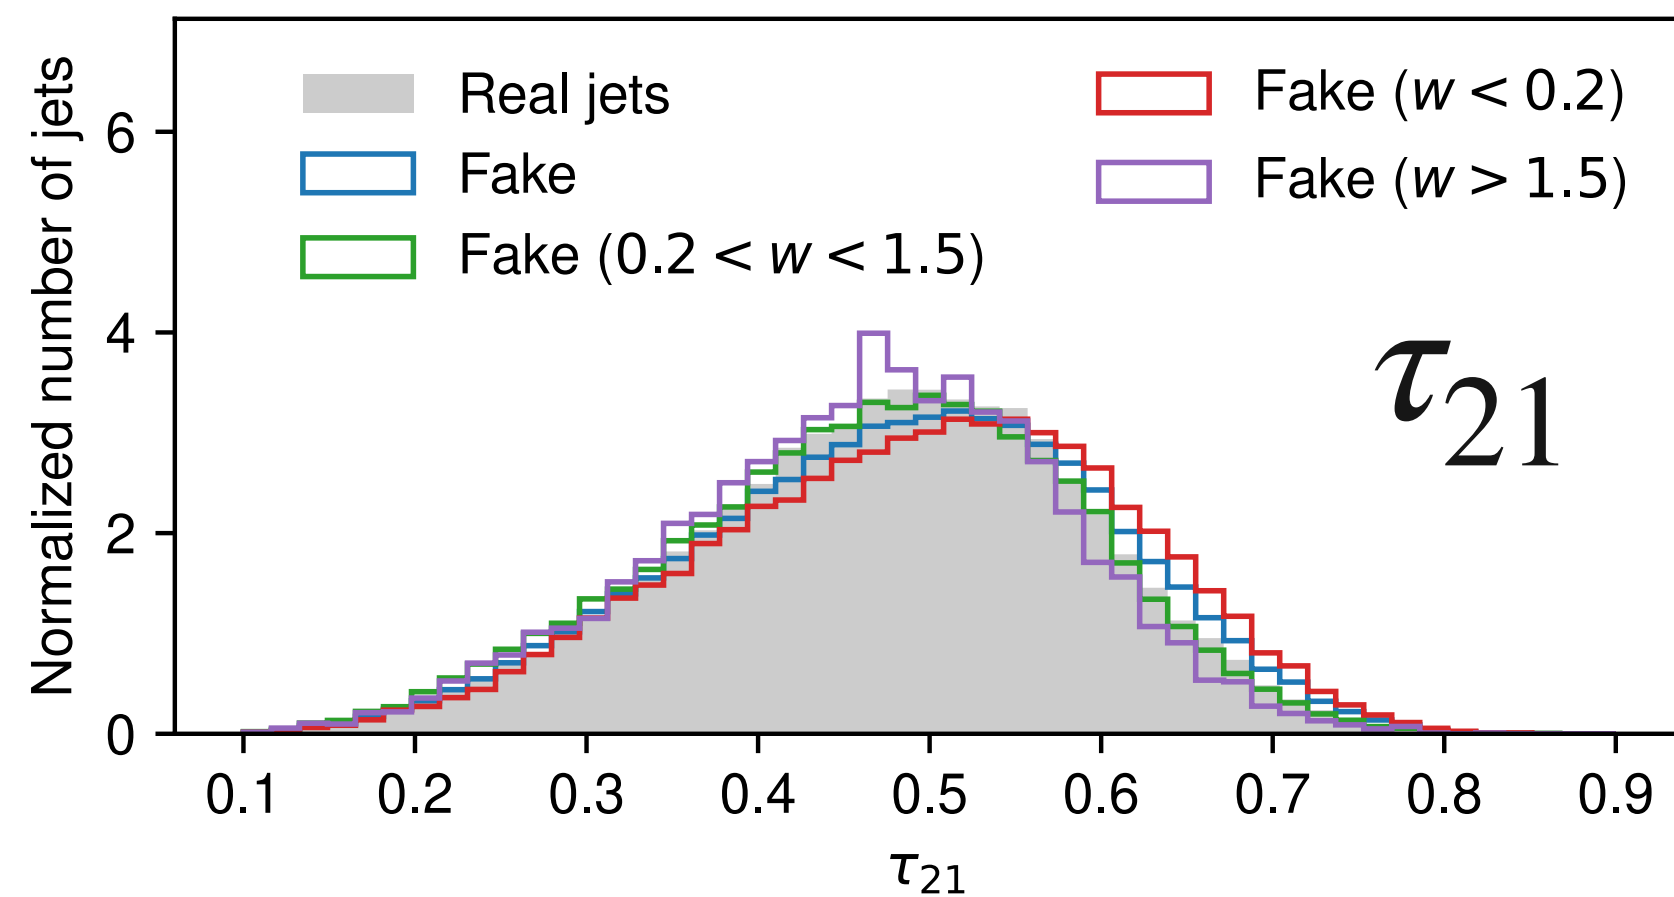 Normalized number of jets
6
4
2
0
Real jets
Fake
Fake (0.2 < w < 1.5)
Fake (w < 0.2)
Fake (w > 1.5)
τ₂₁
0.1 0.2 0.3 0.4 0.5 0.6 0.7 0.8 0.9
τ₂₁